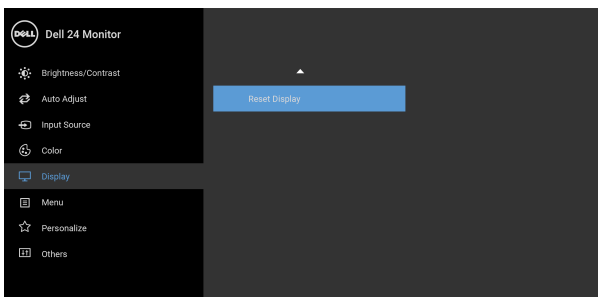 DELL
Dell 24 Monitor
Brightness/Contrast
Auto Adjust
Reset Display
Input Source
Color
Display
Menu
Personalize
Others